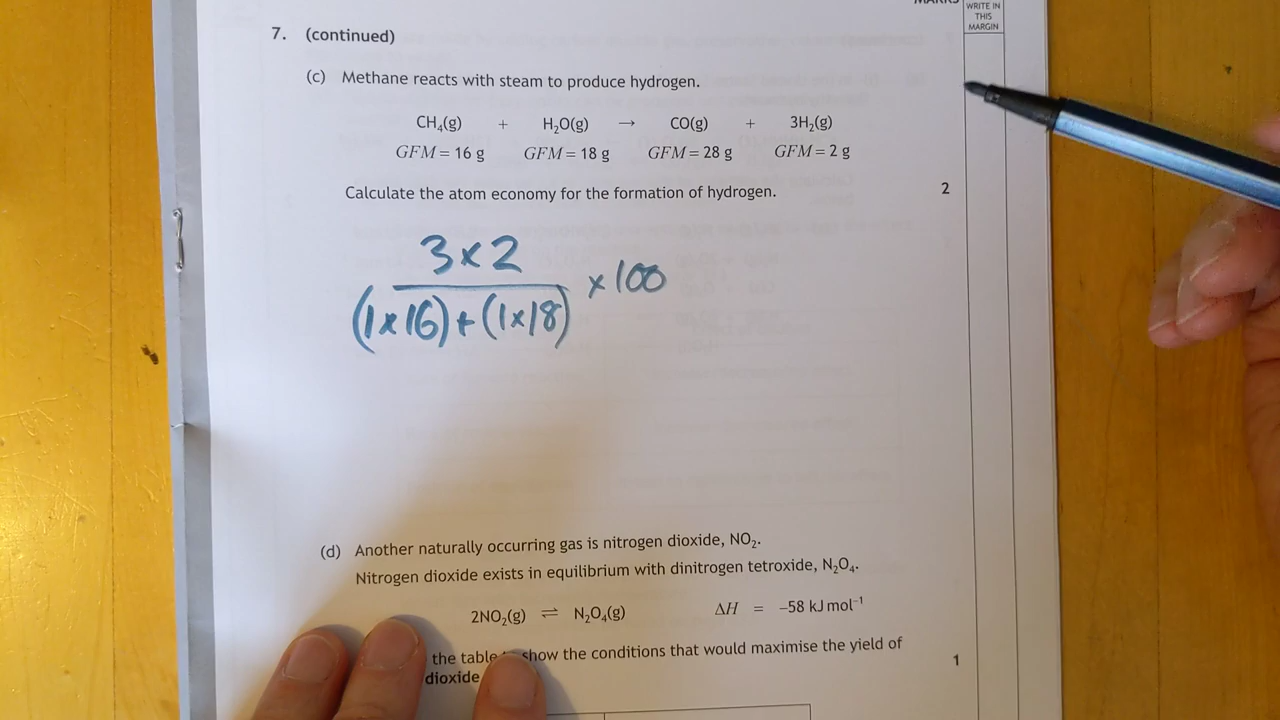 WRITE IN
THIS
MARGIN
7. (continued)
(c) Methane reacts with steam to produce hydrogen.
CH₄(g) + H₂O(g) → CO(g) + 3H₂(g)
GFM = 16 g GFM = 18 g GFM = 28 g GFM = 2 g
Calculate the atom economy for the formation of hydrogen. 2
3×2
(1×16)+(1×18) ×100
(d) Another naturally occurring gas is nitrogen dioxide, NO₂.
Nitrogen dioxide exists in equilibrium with dinitrogen tetroxide, N₂O₄.
2NO₂(g) ⇌ N₂O₄(g) ΔH = −58 kJ mol⁻¹
the table show the conditions that would maximise the yield of 1
dioxide